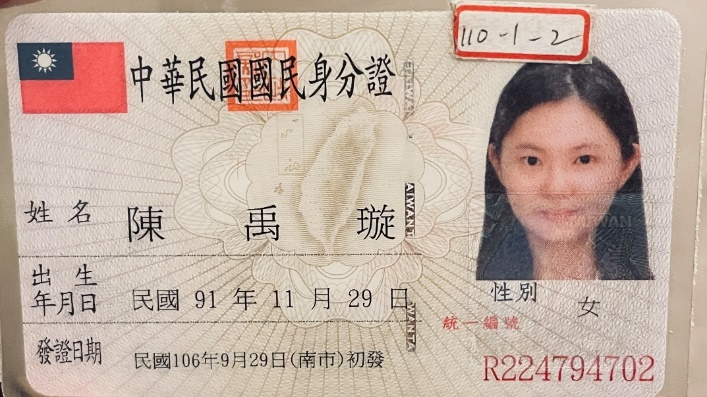 110-1-2
中華民國國民身分證
姓名 陳禹璇
出生年月日 民國 91 年 11 月 29 日
性別 女
統一編號
發證日期 民國106年9月29日(南市)初發
R224794702
TAIWAN